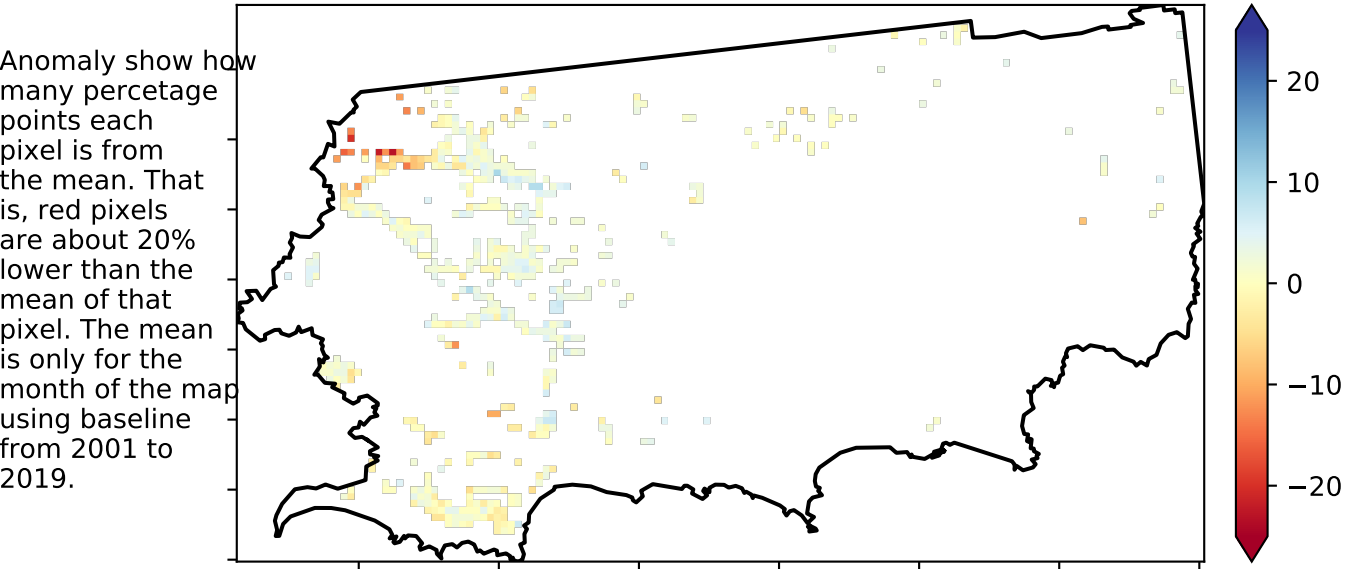 Anomaly show how
many percetage
points each
pixel is from
the mean. That
is, red pixels
are about 20%
lower than the
mean of that
pixel. The mean
is only for the
month of the map
using baseline
from 2001 to
2019.
20
10
0
−10
−20